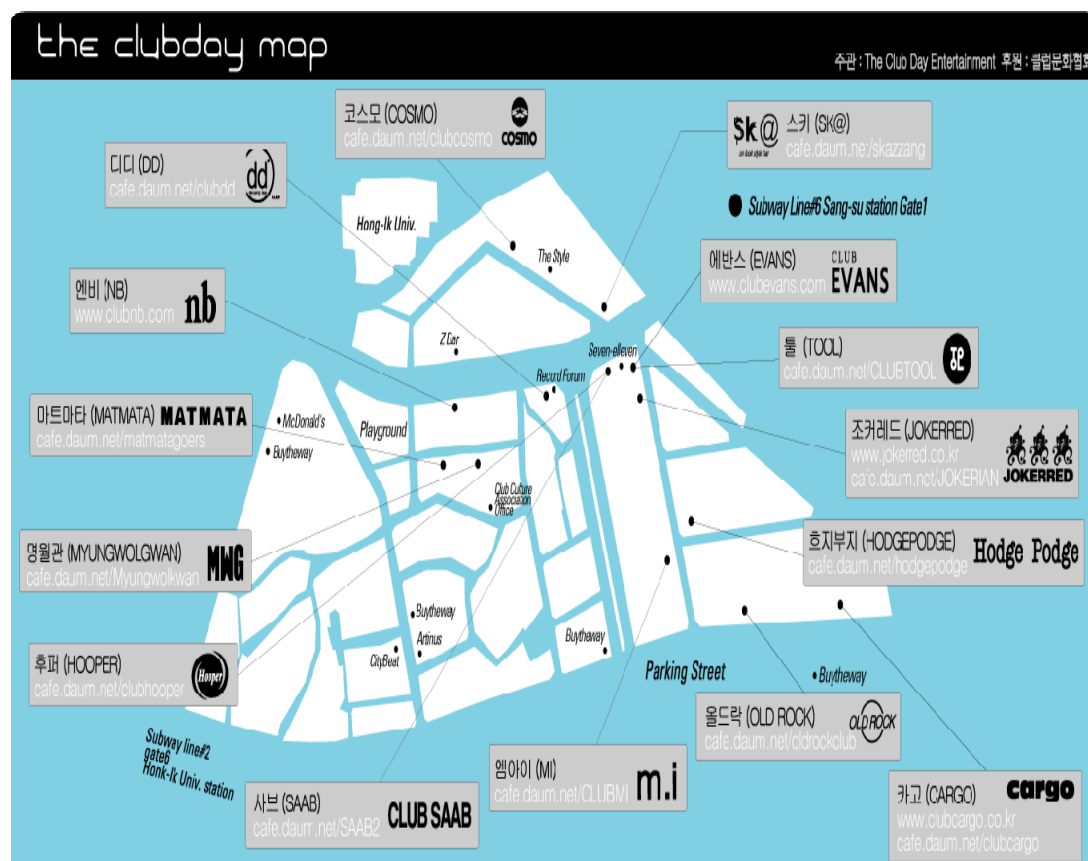 the clubday map
주관 : The Club Day Entertainment 후원 : 클럽문화협회
코스모 (COSMO)
cafe.daum.net/clubcosmo
COSMO
Sk@
스키 (SK@)
cafe.daum.net/skazzang
디디 (DD)
cafe.daum.net/clubdd
dd
Subway Line#6 Sang-su station Gate1
Hong-Ik Univ.
The Style
에반스 (EVANS)
www.clubevans.com
CLUB
EVANS
엔비 (NB)
www.clubnb.com
nb
Z Bar
Seven-elleven
툴 (TOOL)
cafe.daum.net/CLUBTOOL
Record Forum
마트마타 (MATMATA)
cafe.daum.net/matmatagoers
MATMATA
McDonald's
Buytheway
Playground
조커레드 (JOKERRED)
www.jokerred.co.kr
cafe.daum.net/JOKERIAN
JOKERRED
Club Culture
Association
Office
명월관 (MYUNGWOLGWAN)
cafe.daum.net/Myungwolkwan
MWG
흐지부지 (HODGEPODGE)
cafe.daum.net/hodgepodge
Hodge Podge
Buytheway
Artinus
CityBeat
Buytheway
후퍼 (HOOPER)
cafe.daum.net/clubhooper
Hooper
Parking Street
Buytheway
올드락 (OLD ROCK)
cafe.daum.net/oldrockclub
OLD ROCK
Subway line#2
gate6
Honk-Ik Univ. station
엠아이 (MI)
cafe.daum.net/CLUBMI
m.i
사브 (SAAB)
cafe.daum.net/SAAB2
CLUB SAAB
카고 (CARGO)
www.clubcargo.co.kr
cafe.daum.net/clubcargo
cargo